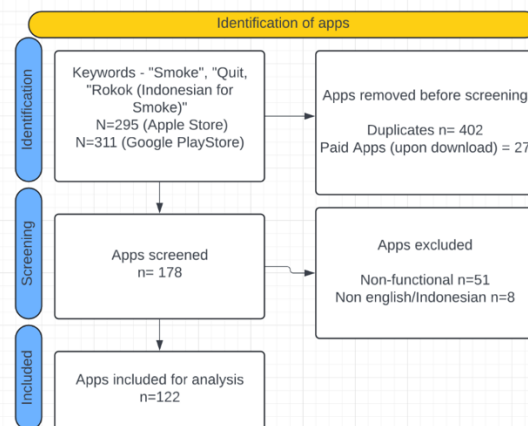 Identification of apps
Identification
Keywords - "Smoke", "Quit,
"Rokok (Indonesian for
Smoke)"
N=295 (Apple Store)
N=311 (Google PlayStore)
Apps removed before screening
Duplicates n= 402
Paid Apps (upon download) = 27
Screening
Apps screened
n= 178
Apps excluded
Non-functional n=51
Non english/Indonesian n=8
Included
Apps included for analysis
n=122